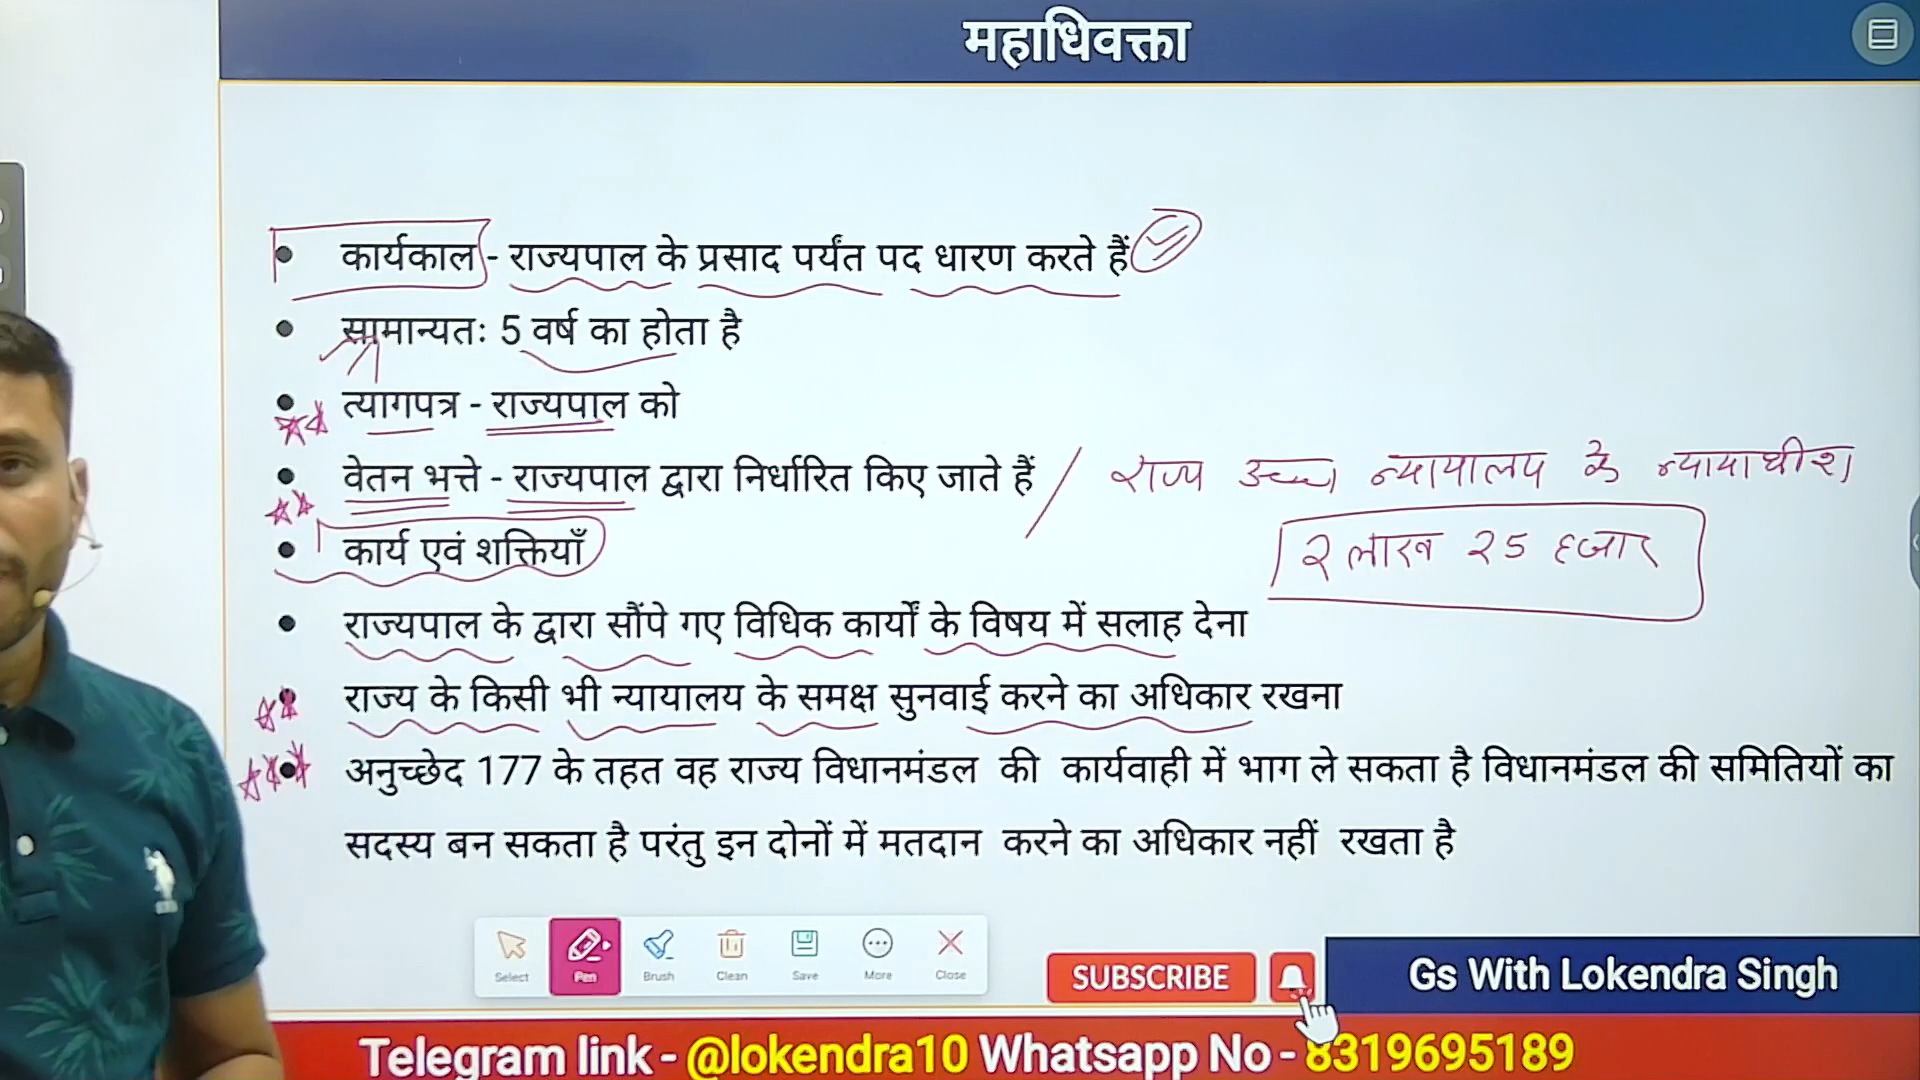 महाधिवक्ता
• कार्यकाल - राज्यपाल के प्रसाद पर्यंत पद धारण करते हैं
• सामान्यतः 5 वर्ष का होता है
• त्यागपत्र - राज्यपाल को
• वेतन भत्ते - राज्यपाल द्वारा निर्धारित किए जाते हैं / राज्य उच्च न्यायालय के न्यायाधीश
2 लाख 25 हजार
• कार्य एवं शक्तियाँ
• राज्यपाल के द्वारा सौंपे गए विधिक कार्यों के विषय में सलाह देना
• राज्य के किसी भी न्यायालय के समक्ष सुनवाई करने का अधिकार रखना
• अनुच्छेद 177 के तहत वह राज्य विधानमंडल की कार्यवाही में भाग ले सकता है विधानमंडल की समितियों का
सदस्य बन सकता है परंतु इन दोनों में मतदान करने का अधिकार नहीं रखता है
Select Pen Brush Clean Save More Close
SUBSCRIBE
Gs With Lokendra Singh
Telegram link - @lokendra10 Whatsapp No - 8319695189